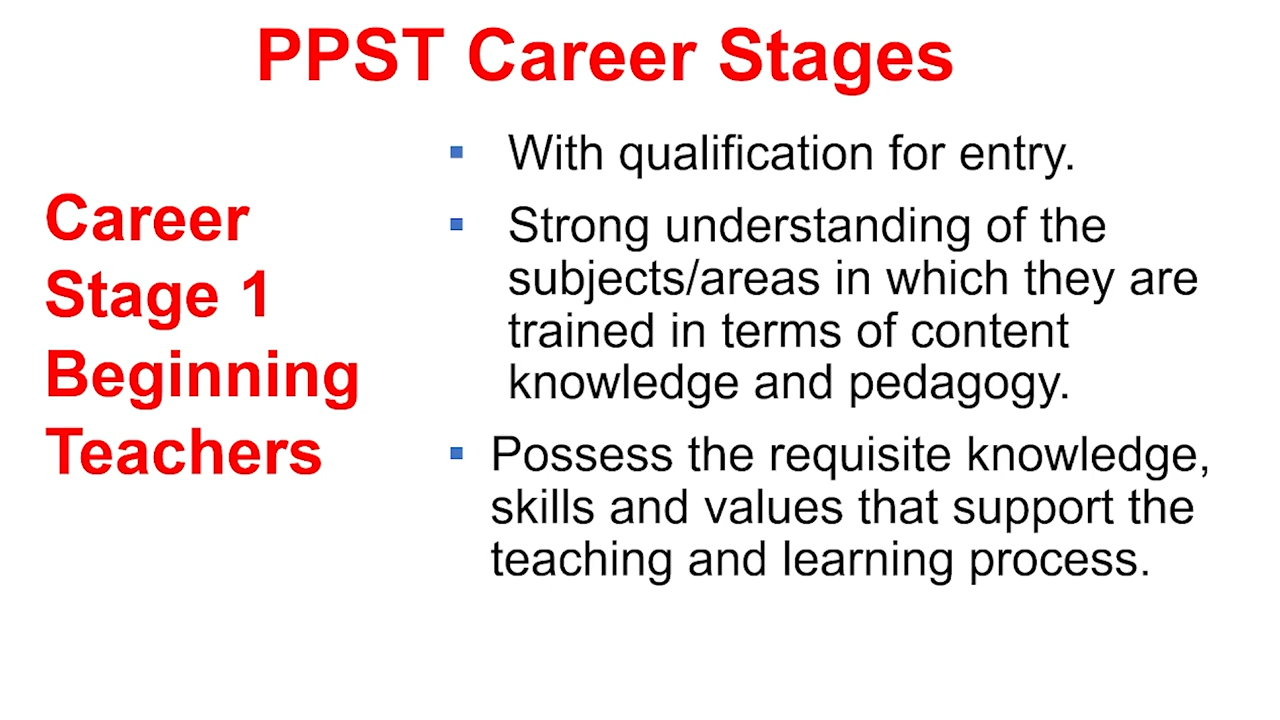 PPST Career Stages
Career
Stage 1
Beginning
Teachers
▪ With qualification for entry.
▪ Strong understanding of the
subjects/areas in which they are
trained in terms of content
knowledge and pedagogy.
▪ Possess the requisite knowledge,
skills and values that support the
teaching and learning process.